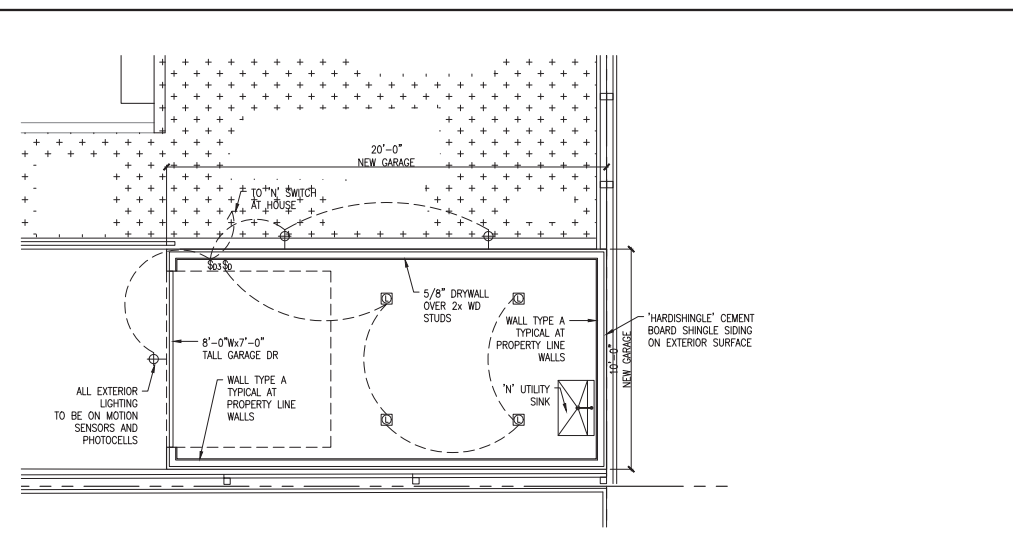 20'-0"
NEW GARAGE
TO 'N' SWITCH
AT HOUSE
5/8" DRYWALL
OVER 2x WD
STUDS
WALL TYPE A
TYPICAL AT
PROPERTY LINE
WALLS
'HARDISHINGLE' CEMENT
BOARD SHINGLE SIDING
ON EXTERIOR SURFACE
8'-0"Wx7'-0"
TALL GARAGE DR
10'-0"
NEW GARAGE
WALL TYPE A
TYPICAL AT
PROPERTY LINE
WALLS
'N' UTILITY
SINK
ALL EXTERIOR
LIGHTING
TO BE ON MOTION
SENSORS AND
PHOTOCELLS